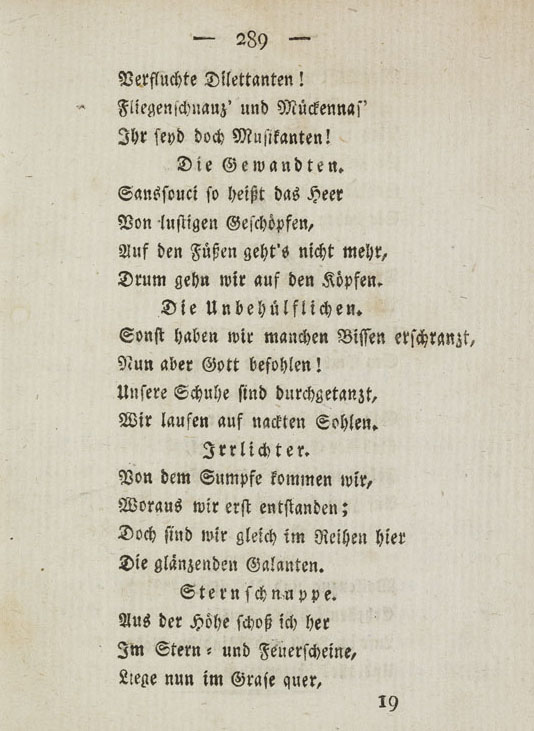 — 289 —
Verfluchte Dilettanten!
Fliegenschnauz' und Mückennas'
Ihr seyd doch Musikanten!
Die Gewandten.
Sanssouci so heißt das Heer
Von lustigen Geschöpfen,
Auf den Füßen geht's nicht mehr,
Drum gehn wir auf den Köpfen.
Die Unbehülflichen.
Sonst haben wir manchen Bissen erschranzt,
Nun aber Gott befohlen!
Unsere Schuhe sind durchgetanzt,
Wir laufen auf nackten Sohlen.
Irrlichter.
Von dem Sumpfe kommen wir,
Woraus wir erst entstanden;
Doch sind wir gleich im Reihen hier
Die glänzenden Galanten.
Sternschnuppe.
Aus der Höhe schoß ich her
Im Stern- und Feuerscheine,
Liege nun im Grase quer,
19